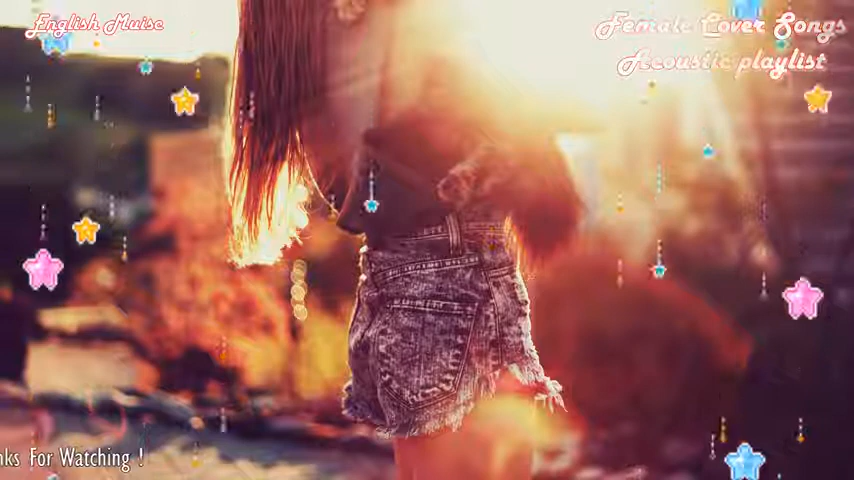 English Muisc
Female Cover Songs
Acoustic playlist
nks For Watching !